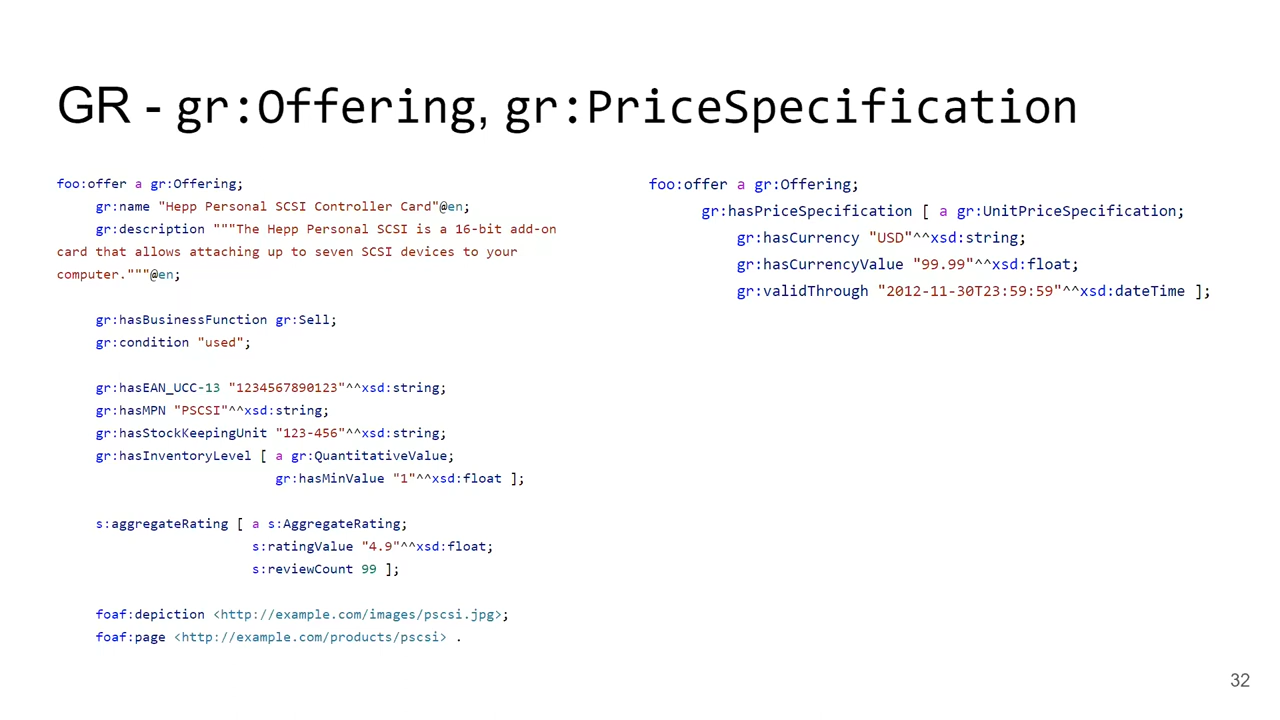 GR - gr:Offering, gr:PriceSpecification
foo:offer a gr:Offering;
gr:name "Hepp Personal SCSI Controller Card"@en;
gr:description """The Hepp Personal SCSI is a 16-bit add-on
card that allows attaching up to seven SCSI devices to your
computer."""@en;
gr:hasBusinessFunction gr:Sell;
gr:condition "used";
gr:hasEAN_UCC-13 "1234567890123"^^xsd:string;
gr:hasMPN "PSCSI"^^xsd:string;
gr:hasStockKeepingUnit "123-456"^^xsd:string;
gr:hasInventoryLevel [ a gr:QuantitativeValue;
gr:hasMinValue "1"^^xsd:float ];
s:aggregateRating [ a s:AggregateRating;
s:ratingValue "4.9"^^xsd:float;
s:reviewCount 99 ];
foaf:depiction <http://example.com/images/pscsi.jpg>;
foaf:page <http://example.com/products/pscsi> .
foo:offer a gr:Offering;
gr:hasPriceSpecification [ a gr:UnitPriceSpecification;
gr:hasCurrency "USD"^^xsd:string;
gr:hasCurrencyValue "99.99"^^xsd:float;
gr:validThrough "2012-11-30T23:59:59"^^xsd:dateTime ];
32